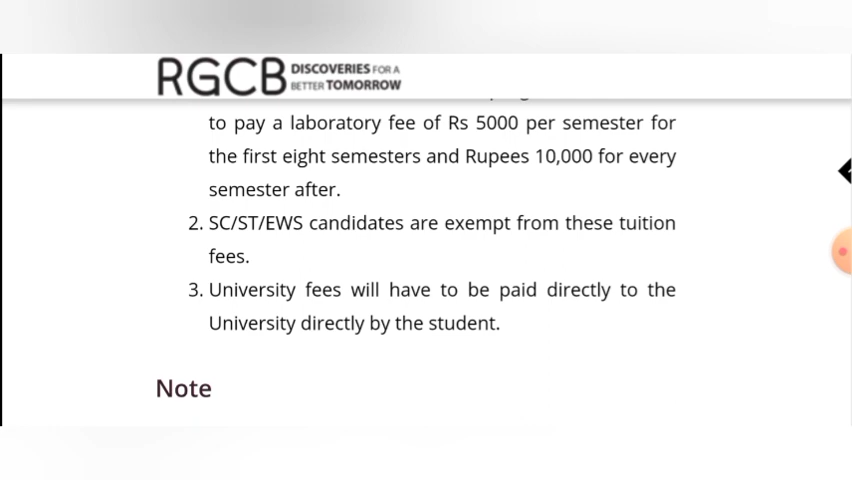 RGCB DISCOVERIES FOR A
BETTER TOMORROW
to pay a laboratory fee of Rs 5000 per semester for
the first eight semesters and Rupees 10,000 for every
semester after.
2. SC/ST/EWS candidates are exempt from these tuition
fees.
3. University fees will have to be paid directly to the
University directly by the student.
Note